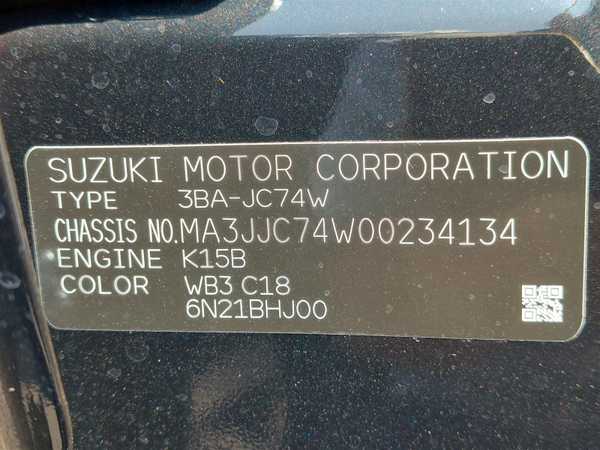 SUZUKI MOTOR CORPORATION
TYPE 3BA-JC74W
CHASSIS NO. MA3JJC74W00234134
ENGINE K15B
COLOR WB3 C18
6N21BHJ00